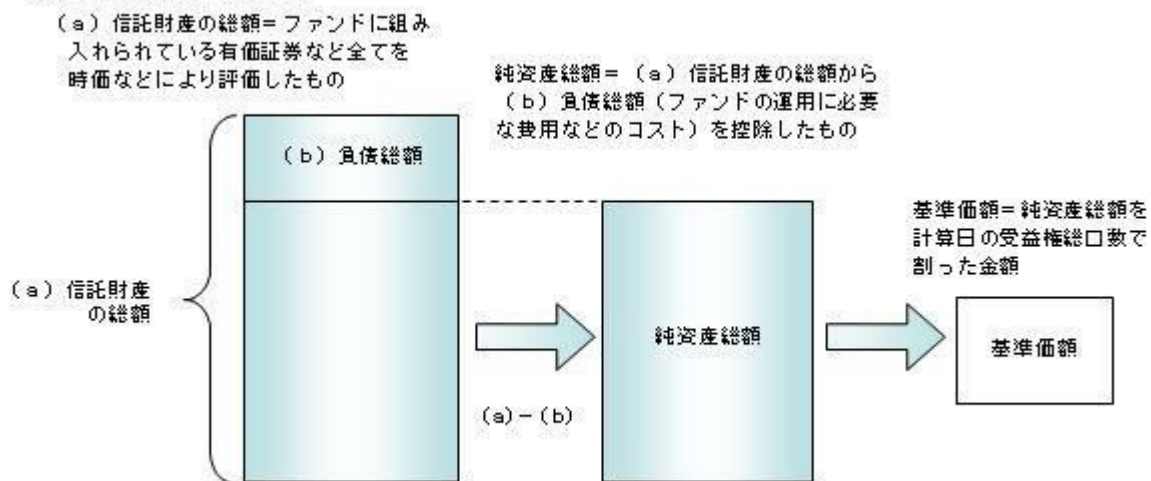 (a)信託財産の総額=ファンドに組み
入れられている有価証券など全てを
時価などにより評価したもの
純資産総額=(a)信託財産の総額から
(b)負債総額(ファンドの運用に必要
な費用などのコスト)を控除したもの
(b)負債総額
基準価額=純資産総額を
計算日の受益権総口数で
割った金額
(a)信託財産
の総額
純資産総額
基準価額
(a)-(b)